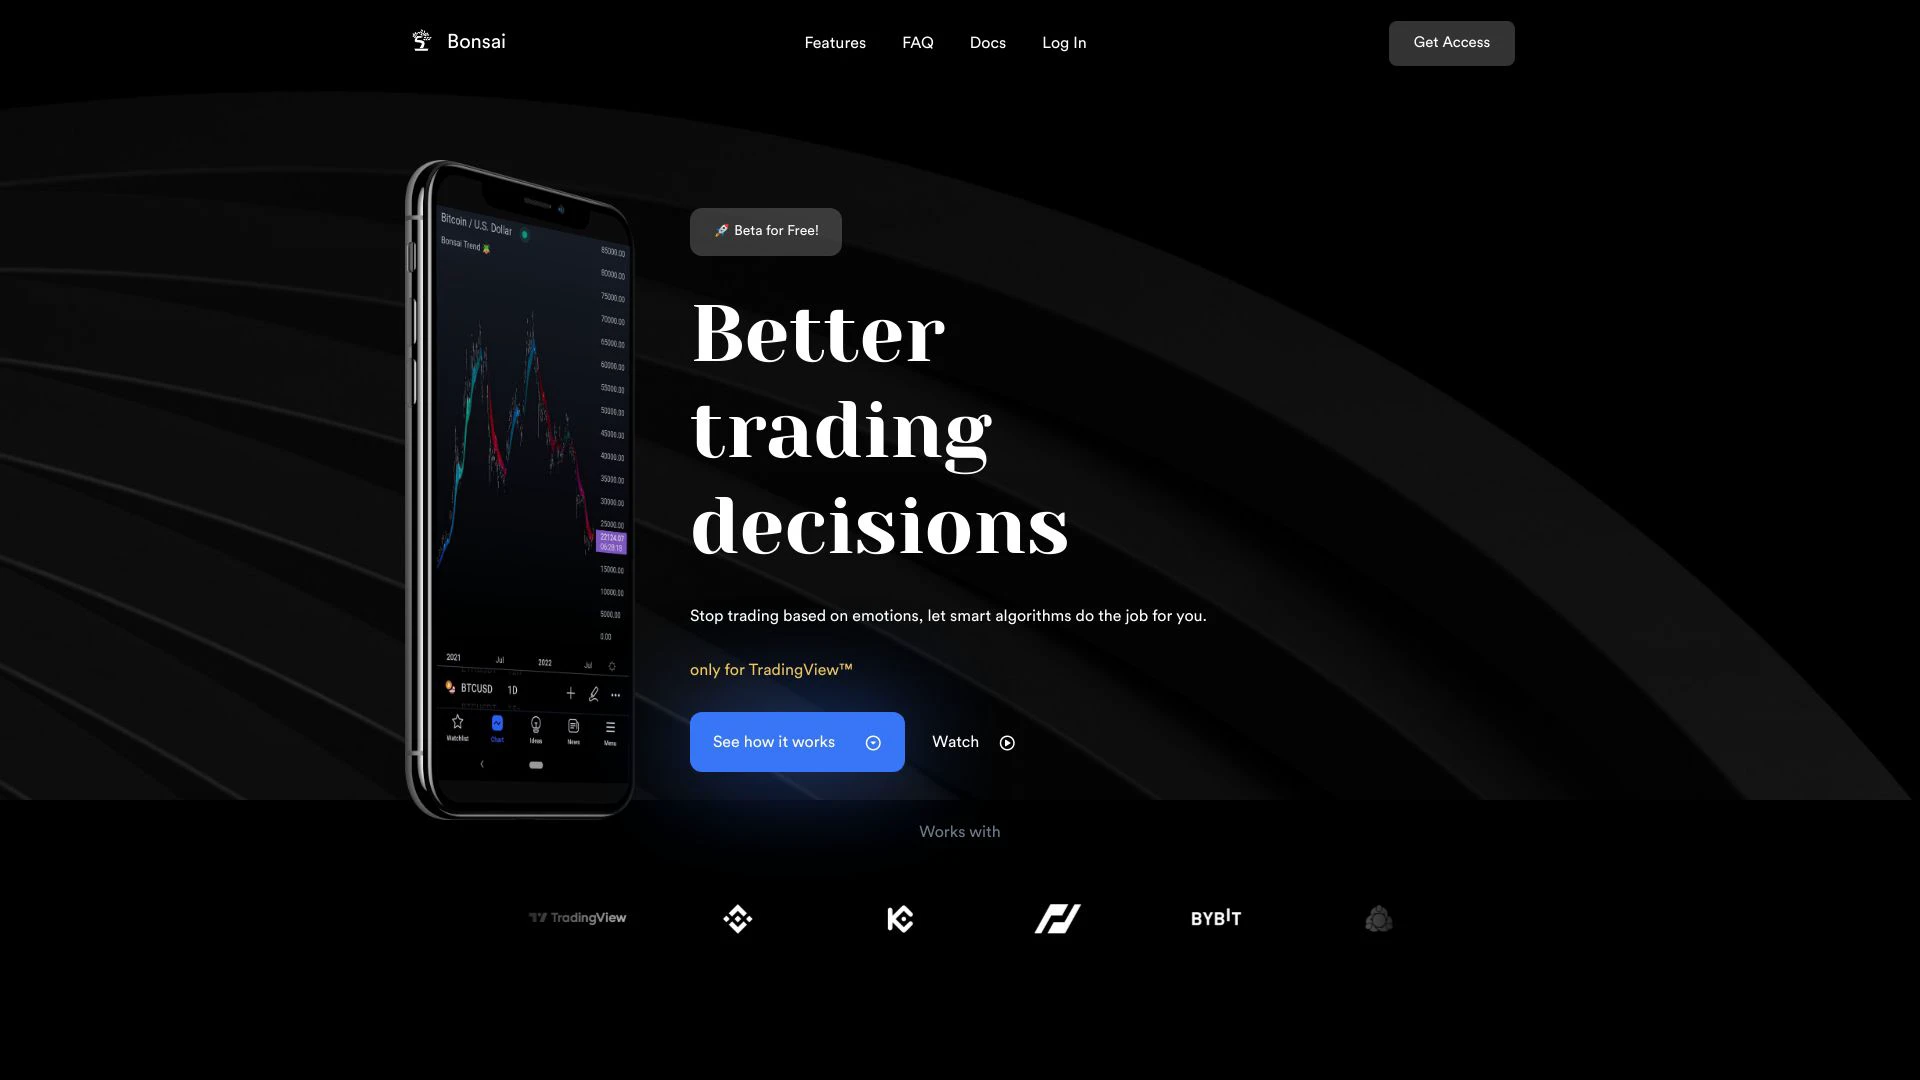 Bonsai
Features
FAQ
Docs
Log In
Get Access
Bitcoin / U.S. Dollar
Bonsai Trend
85000.00
80000.00
75000.00
70000.00
65000.00
60000.00
55000.00
50000.00
45000.00
40000.00
35000.00
30000.00
25000.00
22124.07
06:28:18
15000.00
10000.00
5000.00
0.00
2021
Jul
2022
Jul
BTCUSD
1D
Watchlist
Chart
Ideas
News
Menu
🚀 Beta for Free!
Better
trading
decisions
Stop trading based on emotions, let smart algorithms do the job for you.
only for TradingView™
See how it works
Watch
Works with
TradingView
BYBIT